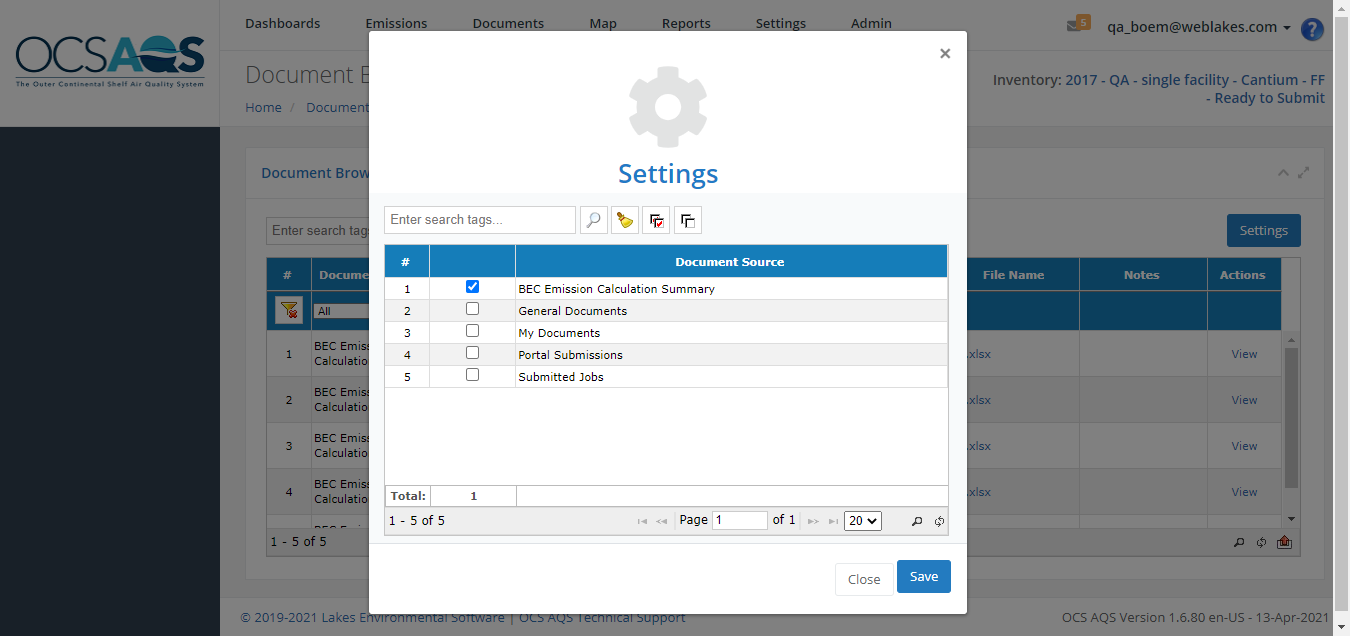 Dashboards Emissions Documents Map Reports Settings Admin 5 qa_boem@weblakes.com ?
OCSAQS
The Outer Continental Shelf Air Quality System
Document
Home / Document
Inventory: 2017 - QA - single facility - Cantium - FF
- Ready to Submit
×
Settings
Document Brow
Enter search tag
Settings
# Docume File Name Notes Actions
All
1 BEC Emiss .xlsx View
Calculatio
2 BEC Emiss .xlsx View
Calculatio
3 BEC Emiss .xlsx View
Calculatio
4 BEC Emiss .xlsx View
Calculatio
1 - 5 of 5
Enter search tags...
# Document Source
1 BEC Emission Calculation Summary
2 General Documents
3 My Documents
4 Portal Submissions
5 Submitted Jobs
Total: 1
1 - 5 of 5 Page 1 of 1 20
Close Save
© 2019-2021 Lakes Environmental Software | OCS AQS Technical Support OCS AQS Version 1.6.80 en-US - 13-Apr-2021